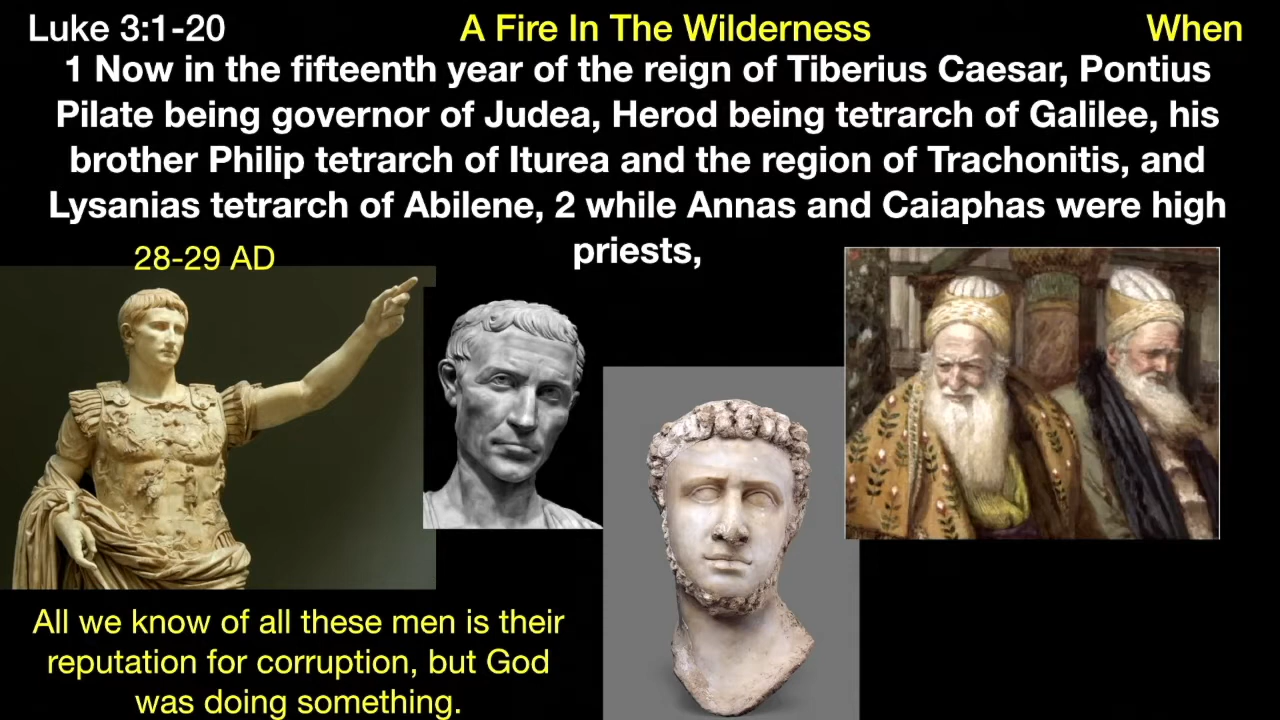 Luke 3:1-20
A Fire In The Wilderness
When
1 Now in the fifteenth year of the reign of Tiberius Caesar, Pontius
Pilate being governor of Judea, Herod being tetrarch of Galilee, his
brother Philip tetrarch of Iturea and the region of Trachonitis, and
Lysanias tetrarch of Abilene, 2 while Annas and Caiaphas were high
priests,
28-29 AD
All we know of all these men is their
reputation for corruption, but God
was doing something.